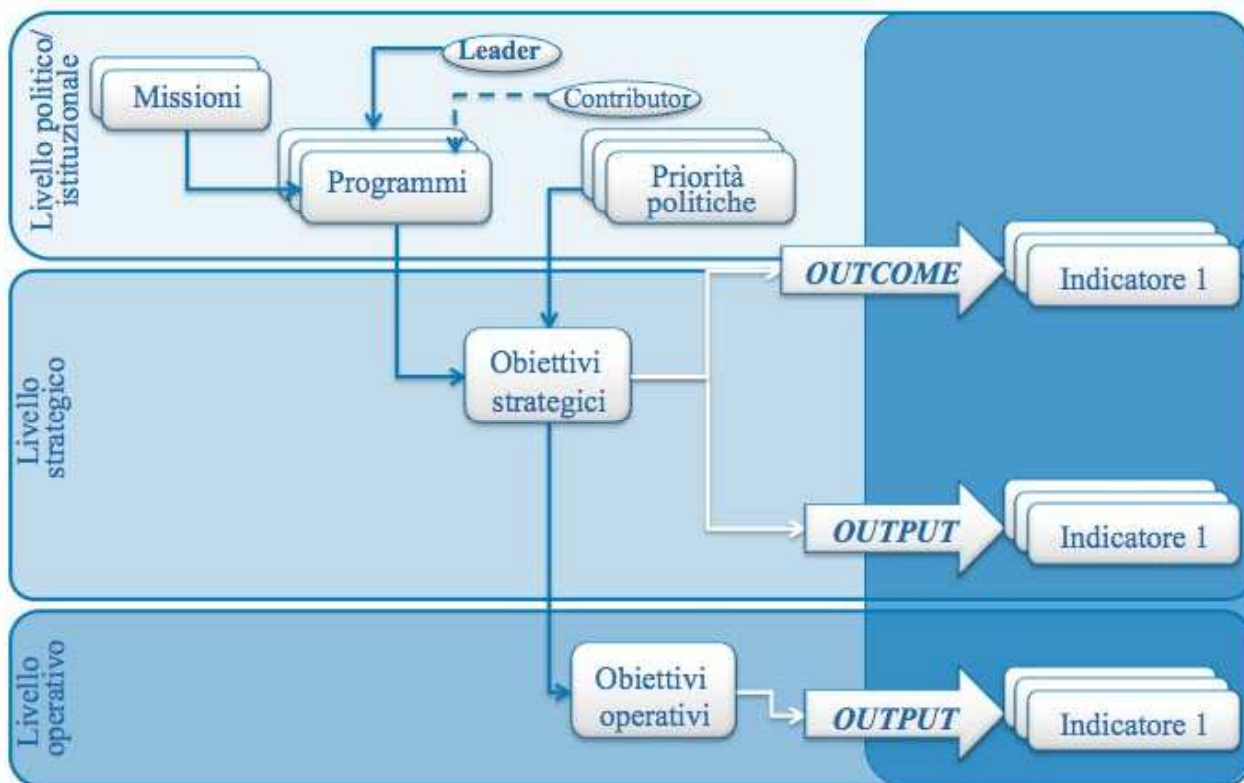 Livello politico/
istituzionale
Missioni
Leader
Contributor
Programmi
Priorità
politiche
OUTCOME
Indicatore 1
Livello
strategico
Obiettivi
strategici
OUTPUT
Indicatore 1
Livello
operativo
Obiettivi
operativi
OUTPUT
Indicatore 1